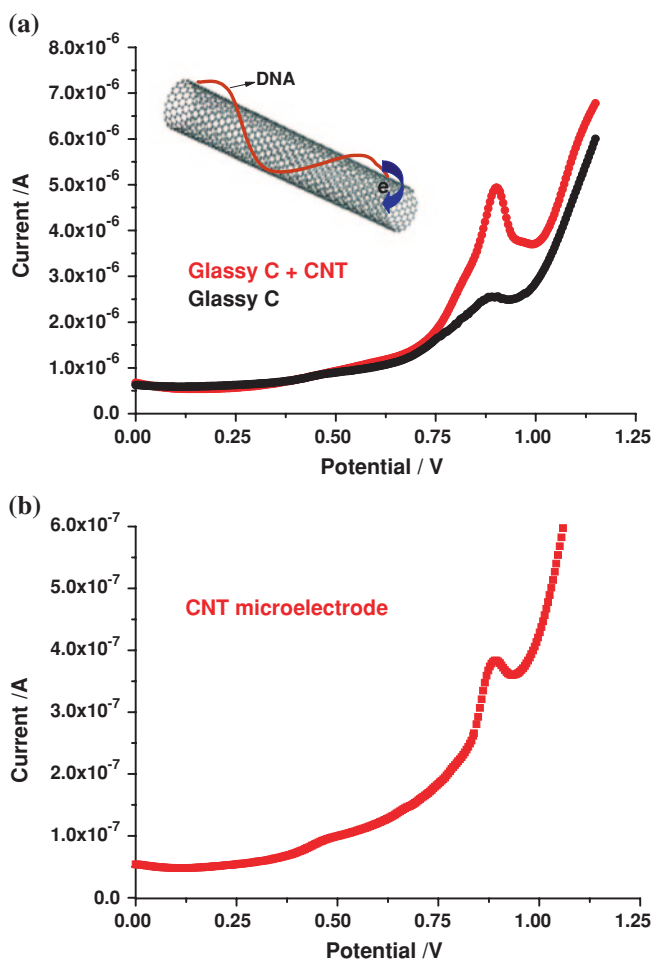 (a)
8.0x10⁻⁶
7.0x10⁻⁶
6.0x10⁻⁶
5.0x10⁻⁶
4.0x10⁻⁶
3.0x10⁻⁶
2.0x10⁻⁶
1.0x10⁻⁶
0.0
Current /A
DNA
e
Glassy C + CNT
Glassy C
0.00 0.25 0.50 0.75 1.00 1.25
Potential / V
(b)
6.0x10⁻⁷
5.0x10⁻⁷
4.0x10⁻⁷
3.0x10⁻⁷
2.0x10⁻⁷
1.0x10⁻⁷
0.0
Current /A
CNT microelectrode
0.00 0.25 0.50 0.75 1.00 1.25
Potential /V